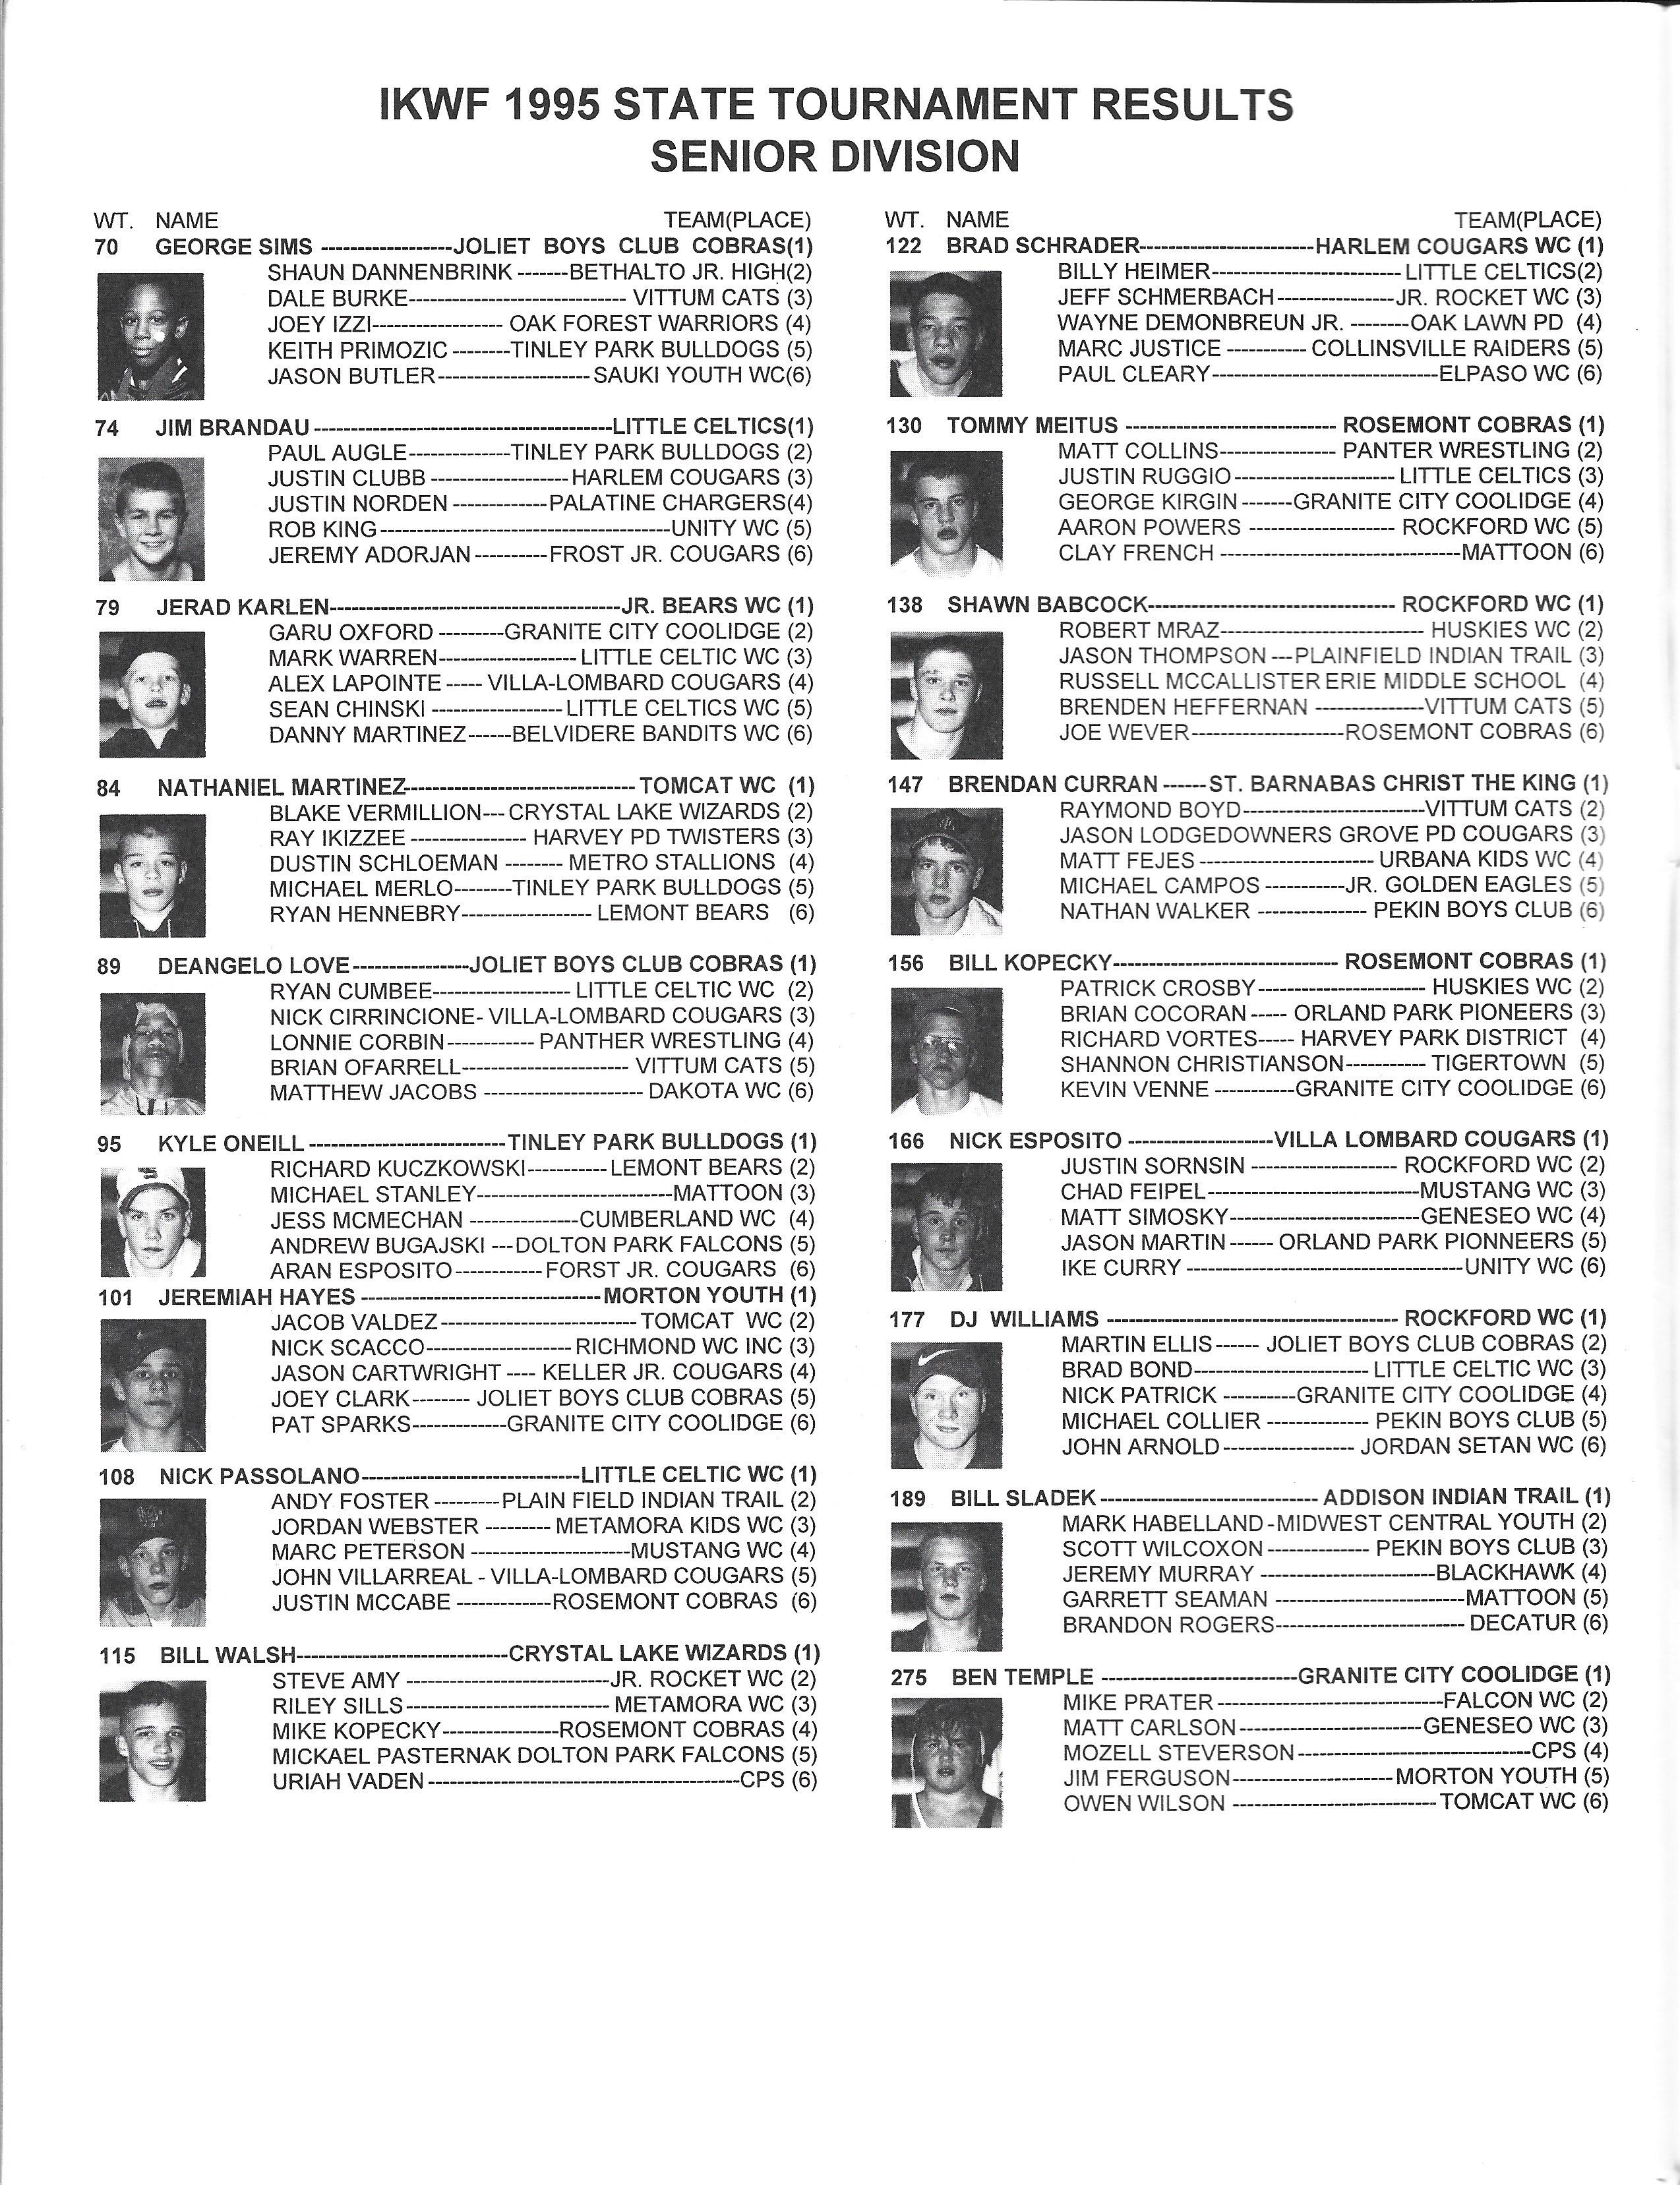 IKWF 1995 STATE TOURNAMENT RESULTS
SENIOR DIVISION
WT. NAME TEAM(PLACE)
70 GEORGE SIMS ------------------JOLIET BOYS CLUB COBRAS(1)
SHAUN DANNENBRINK -------BETHALTO JR. HIGH(2)
DALE BURKE------------------------------ VITTUM CATS (3)
JOEY IZZI------------------ OAK FOREST WARRIORS (4)
KEITH PRIMOZIC --------TINLEY PARK BULLDOGS (5)
JASON BUTLER--------------------- SAUKI YOUTH WC(6)
74 JIM BRANDAU -----------------------------------------LITTLE CELTICS(1)
PAUL AUGLE--------------TINLEY PARK BULLDOGS (2)
JUSTIN CLUBB ------------------- HARLEM COUGARS (3)
JUSTIN NORDEN -------------PALATINE CHARGERS(4)
ROB KING----------------------------------------UNITY WC (5)
JEREMY ADORJAN----------FROST JR. COUGARS (6)
79 JERAD KARLEN----------------------------------------JR. BEARS WC (1)
GARU OXFORD ---------GRANITE CITY COOLIDGE (2)
MARK WARREN------------------- LITTLE CELTIC WC (3)
ALEX LAPOINTE ----- VILLA-LOMBARD COUGARS (4)
SEAN CHINSKI ------------------ LITTLE CELTICS WC (5)
DANNY MARTINEZ------BELVIDERE BANDITS WC (6)
84 NATHANIEL MARTINEZ-------------------------------- TOMCAT WC (1)
BLAKE VERMILLION--- CRYSTAL LAKE WIZARDS (2)
RAY IKIZZEE ---------------- HARVEY PD TWISTERS (3)
DUSTIN SCHLOEMAN -------- METRO STALLIONS (4)
MICHAEL MERLO--------TINLEY PARK BULLDOGS (5)
RYAN HENNEBRY------------------ LEMONT BEARS (6)
89 DEANGELO LOVE----------------JOLIET BOYS CLUB COBRAS (1)
RYAN CUMBEE------------------- LITTLE CELTIC WC (2)
NICK CIRRINCIONE- VILLA-LOMBARD COUGARS (3)
LONNIE CORBIN------------ PANTHER WRESTLING (4)
BRIAN OFARRELL----------------------- VITTUM CATS (5)
MATTHEW JACOBS ---------------------- DAKOTA WC (6)
95 KYLE ONEILL ---------------------------TINLEY PARK BULLDOGS (1)
RICHARD KUCZKOWSKI----------- LEMONT BEARS (2)
MICHAEL STANLEY---------------------------MATTOON (3)
JESS MCMECHAN ---------------CUMBERLAND WC (4)
ANDREW BUGAJSKI ---DOLTON PARK FALCONS (5)
ARAN ESPOSITO------------ FORST JR. COUGARS (6)
101 JEREMIAH HAYES ---------------------------------MORTON YOUTH (1)
JACOB VALDEZ--------------------------- TOMCAT WC (2)
NICK SCACCO-------------------- RICHMOND WC INC (3)
JASON CARTWRIGHT ---- KELLER JR. COUGARS (4)
JOEY CLARK-------- JOLIET BOYS CLUB COBRAS (5)
PAT SPARKS-------------GRANITE CITY COOLIDGE (6)
108 NICK PASSOLANO------------------------------LITTLE CELTIC WC (1)
ANDY FOSTER ---------PLAIN FIELD INDIAN TRAIL (2)
JORDAN WEBSTER --------- METAMORA KIDS WC (3)
MARC PETERSON ----------------------MUSTANG WC (4)
JOHN VILLARREAL - VILLA-LOMBARD COUGARS (5)
JUSTIN MCCABE -------------ROSEMONT COBRAS (6)
115 BILL WALSH-----------------------------CRYSTAL LAKE WIZARDS (1)
STEVE AMY ----------------------------JR. ROCKET WC (2)
RILEY SILLS---------------------------- METAMORA WC (3)
MIKE KOPECKY----------------ROSEMONT COBRAS (4)
MICKAEL PASTERNAK DOLTON PARK FALCONS (5)
URIAH VADEN-------------------------------------------CPS (6)
WT. NAME TEAM(PLACE)
122 BRAD SCHRADER------------------------HARLEM COUGARS WC (1)
BILLY HEIMER--------------------------LITTLE CELTICS(2)
JEFF SCHMERBACH----------------JR. ROCKET WC (3)
WAYNE DEMONBREUN JR. --------OAK LAWN PD (4)
MARC JUSTICE ----------- COLLINSVILLE RAIDERS (5)
PAUL CLEARY-------------------------------ELPASO WC (6)
130 TOMMY MEITUS ----------------------------- ROSEMONT COBRAS (1)
MATT COLLINS---------------- PANTER WRESTLING (2)
JUSTIN RUGGIO---------------------- LITTLE CELTICS (3)
GEORGE KIRGIN -------GRANITE CITY COOLIDGE (4)
AARON POWERS -------------------- ROCKFORD WC (5)
CLAY FRENCH ---------------------------------MATTOON (6)
138 SHAWN BABCOCK---------------------------------- ROCKFORD WC (1)
ROBERT MRAZ---------------------------- HUSKIES WC (2)
JASON THOMPSON ---PLAINFIELD INDIAN TRAIL (3)
RUSSELL MCCALLISTER ERIE MIDDLE SCHOOL (4)
BRENDEN HEFFERNAN ---------------VITTUM CATS (5)
JOE WEVER---------------------ROSEMONT COBRAS (6)
147 BRENDAN CURRAN ------ST. BARNABAS CHRIST THE KING (1)
RAYMOND BOYD-------------------------VITTUM CATS (2)
JASON LODGEDOWNERS GROVE PD COUGARS (3)
MATT FEJES ------------------------ URBANA KIDS WC (4)
MICHAEL CAMPOS -----------JR. GOLDEN EAGLES (5)
NATHAN WALKER --------------- PEKIN BOYS CLUB (6)
156 BILL KOPECKY------------------------------- ROSEMONT COBRAS (1)
PATRICK CROSBY----------------------- HUSKIES WC (2)
BRIAN COCORAN ----- ORLAND PARK PIONEERS (3)
RICHARD VORTES----- HARVEY PARK DISTRICT (4)
SHANNON CHRISTIANSON----------- TIGERTOWN (5)
KEVIN VENNE -----------GRANITE CITY COOLIDGE (6)
166 NICK ESPOSITO --------------------VILLA LOMBARD COUGARS (1)
JUSTIN SORNSIN -------------------- ROCKFORD WC (2)
CHAD FEIPEL-----------------------------MUSTANG WC (3)
MATT SIMOSKY--------------------------GENESEO WC (4)
JASON MARTIN------ ORLAND PARK PIONNEERS (5)
IKE CURRY --------------------------------------UNITY WC (6)
177 DJ WILLIAMS ---------------------------------------- ROCKFORD WC (1)
MARTIN ELLIS------ JOLIET BOYS CLUB COBRAS (2)
BRAD BOND------------------------ LITTLE CELTIC WC (3)
NICK PATRICK ----------GRANITE CITY COOLIDGE (4)
MICHAEL COLLIER -------------- PEKIN BOYS CLUB (5)
JOHN ARNOLD------------------ JORDAN SETAN WC (6)
189 BILL SLADEK------------------------------ ADDISON INDIAN TRAIL (1)
MARK HABELLAND-MIDWEST CENTRAL YOUTH (2)
SCOTT WILCOXON-------------- PEKIN BOYS CLUB (3)
JEREMY MURRAY ------------------------BLACKHAWK (4)
GARRETT SEAMAN --------------------------MATTOON (5)
BRANDON ROGERS-------------------------- DECATUR (6)
275 BEN TEMPLE ---------------------------GRANITE CITY COOLIDGE (1)
MIKE PRATER-------------------------------FALCON WC (2)
MATT CARLSON-------------------------GENESEO WC (3)
MOZELL STEVERSON--------------------------------CPS (4)
JIM FERGUSON----------------------MORTON YOUTH (5)
OWEN WILSON ---------------------------- TOMCAT WC (6)